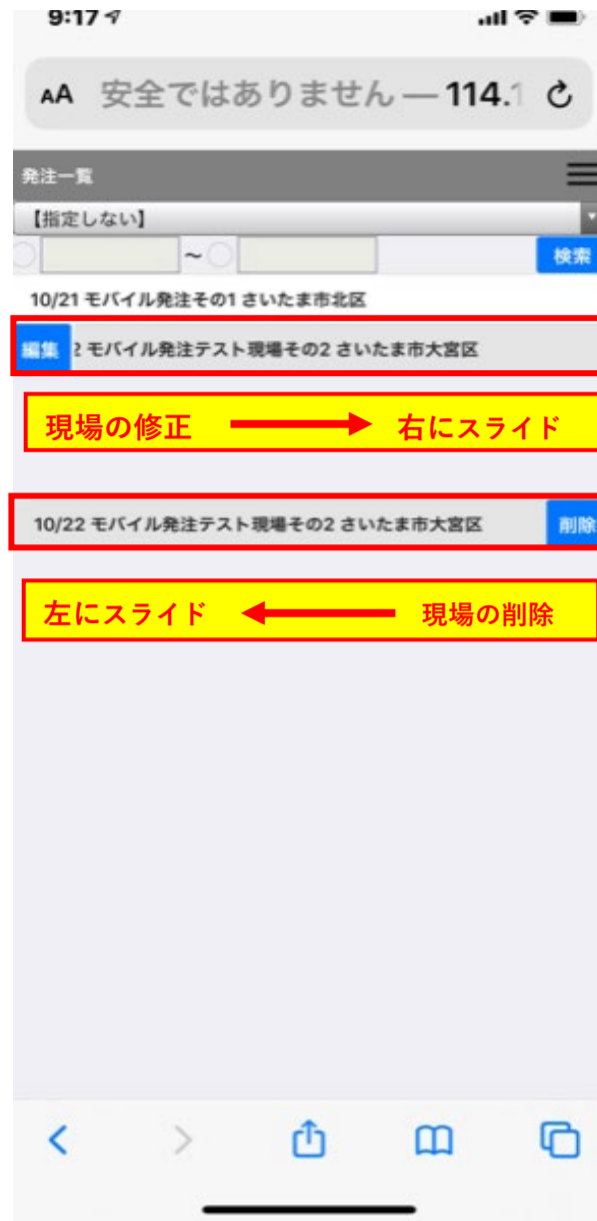 9:17
AA 安全ではありません — 114.1
発注一覧
【指定しない】
~ 検索
10/21 モバイル発注その1 さいたま市北区
編集 2 モバイル発注テスト現場その2 さいたま市大宮区
現場の修正 右にスライド
10/22 モバイル発注テスト現場その2 さいたま市大宮区 削除
左にスライド 現場の削除